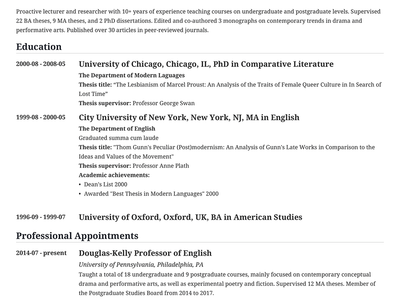 Proactive lecturer and researcher with 10+ years of experience teaching courses on undergraduate and postgraduate levels. Supervised
22 BA theses, 9 MA theses, and 2 PhD dissertations. Edited and co-authored 3 monographs on contemporary trends in drama and
performative arts. Published over 30 articles in peer-reviewed journals.
Education
2000-08 - 2008-05 University of Chicago, Chicago, IL, PhD in Comparative Literature
The Department of Modern Laguages
Thesis title: "The Lesbianism of Marcel Proust: An Analysis of the Traits of Female Queer Culture in In Search of
Lost Time"
Thesis supervisor: Professor George Swan
1999-08 - 2000-05 City University of New York, New York, NJ, MA in English
The Department of English
Graduated summa cum laude
Thesis title: "Thom Gunn's Peculiar (Post)modernism: An Analysis of Gunn's Late Works in Comparison to the
Ideas and Values of the Movement"
Thesis supervisor: Professor Anne Plath
Academic achievements:
• Dean's List 2000
• Awarded "Best Thesis in Modern Languages" 2000
1996-09 - 1999-07 University of Oxford, Oxford, UK, BA in American Studies
Professional Appointments
2014-07 - present Douglas-Kelly Professor of English
University of Pennsylvania, Philadelphia, PA
Taught a total of 18 undergraduate and 9 postgraduate courses, mainly focused on contemporary conceptual
drama and performative arts, as well as experimental poetry and fiction. Supervised 12 MA theses. Member of
the Postgraduate Studies Board from 2014 to 2017.